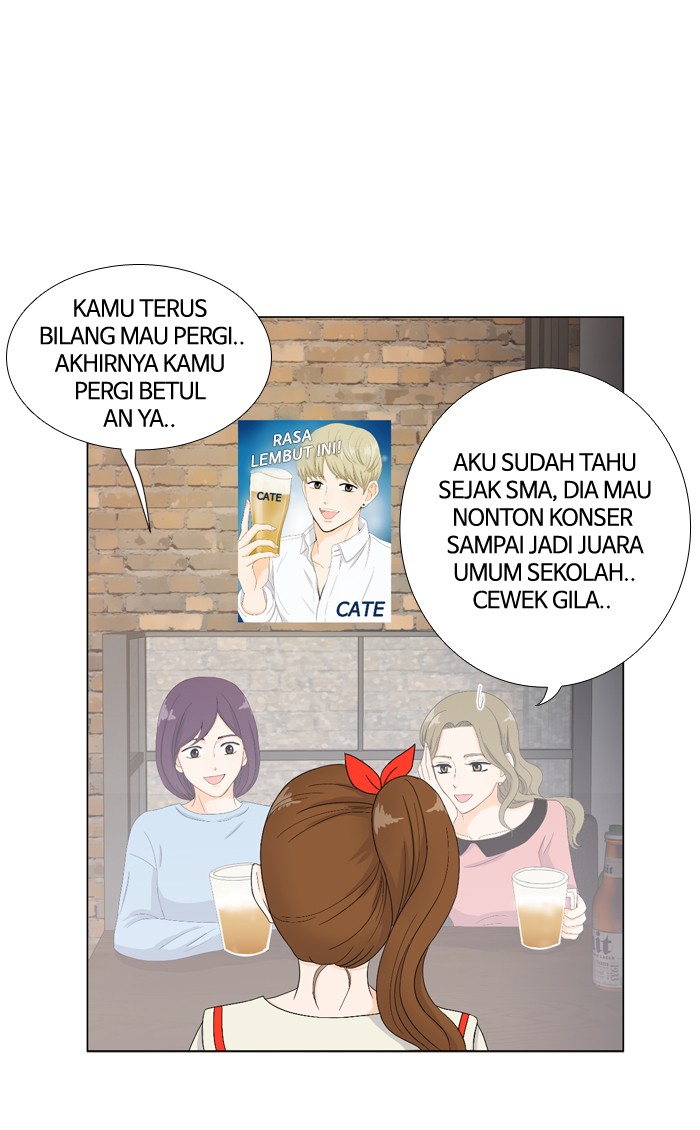 KAMU TERUS
BILANG MAU PERGI..
AKHIRNYA KAMU
PERGI BETUL
AN YA..
RASA
LEMBUT INI!
CATE
CATE
AKU SUDAH TAHU
SEJAK SMA, DIA MAU
NONTON KONSER
SAMPAI JADI JUARA
UMUM SEKOLAH..
CEWEK GILA..